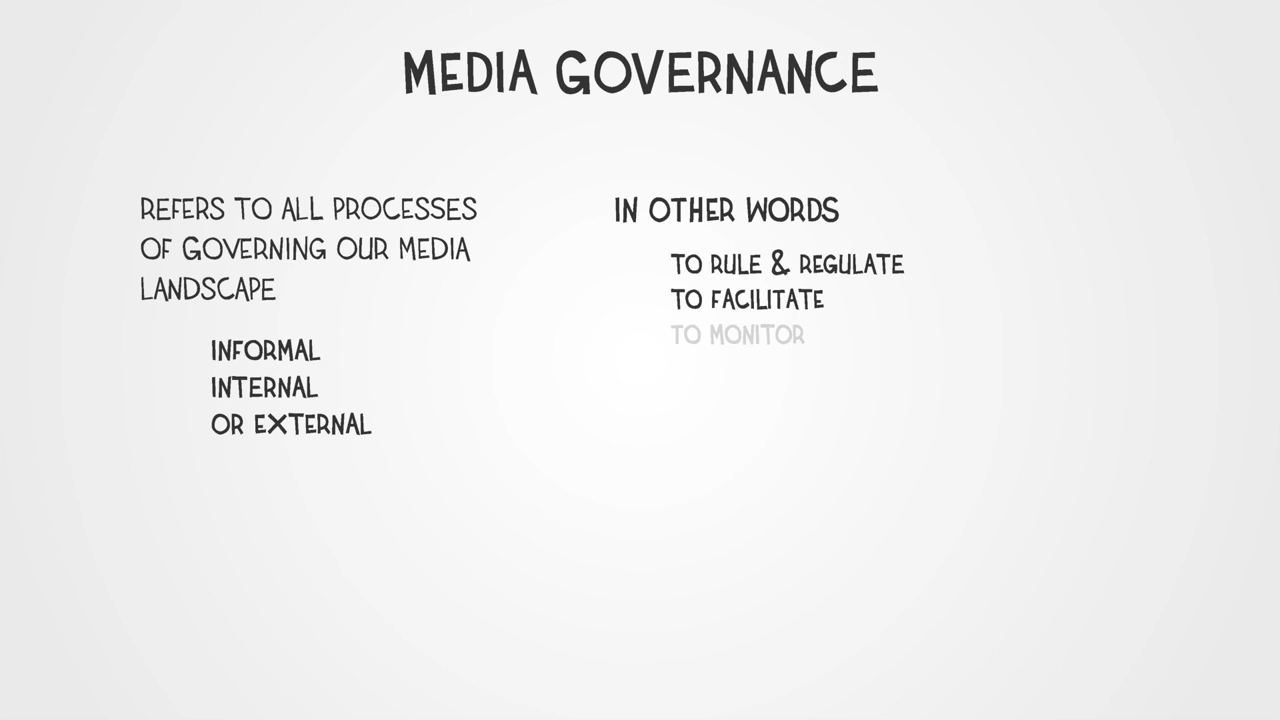 MEDIA GOVERNANCE
REFERS TO ALL PROCESSES
OF GOVERNING OUR MEDIA
LANDSCAPE
INFORMAL
INTERNAL
OR EXTERNAL
IN OTHER WORDS
TO RULE & REGULATE
TO FACILITATE
TO MONITOR